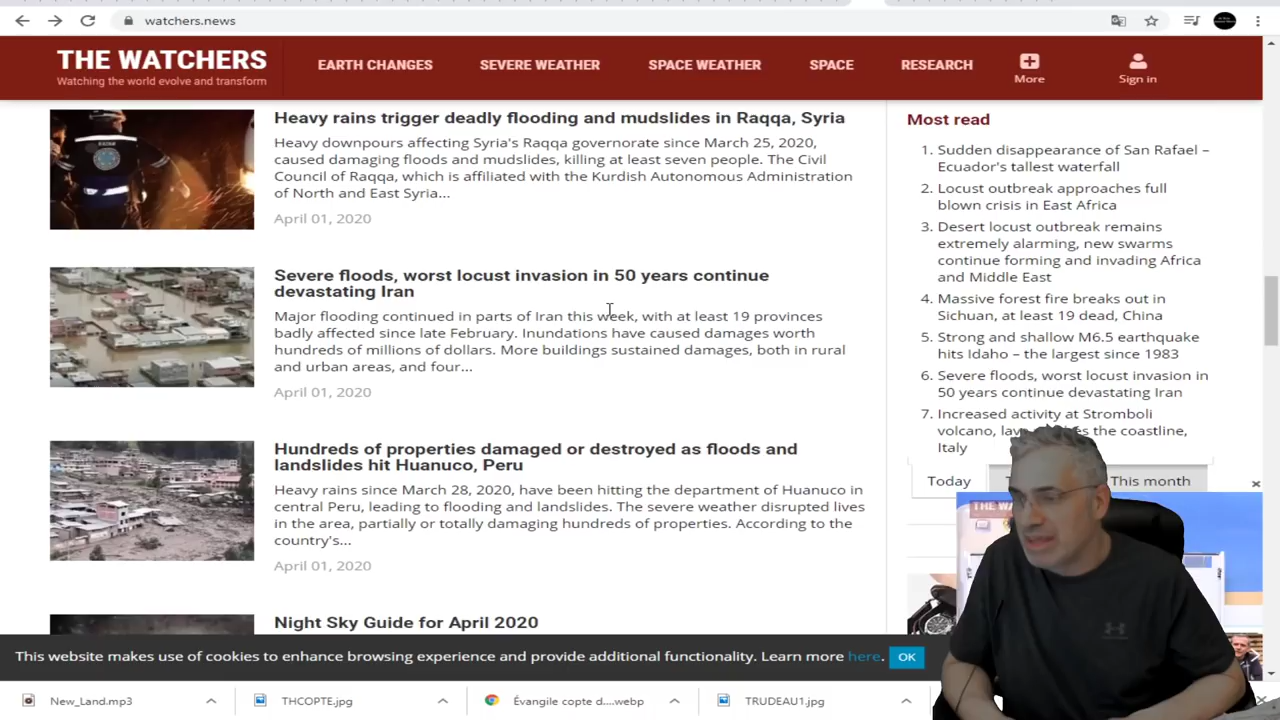 watchers.news
THE WATCHERS
Watching the world evolve and transform
EARTH CHANGES
SEVERE WEATHER
SPACE WEATHER
SPACE
RESEARCH
More
Sign in
Heavy rains trigger deadly flooding and mudslides in Raqqa, Syria
Heavy downpours affecting Syria's Raqqa governorate since March 25, 2020,
caused damaging floods and mudslides, killing at least seven people. The Civil
Council of Raqqa, which is affiliated with the Kurdish Autonomous Administration
of North and East Syria...
April 01, 2020
Severe floods, worst locust invasion in 50 years continue
devastating Iran
Major flooding continued in parts of Iran this week, with at least 19 provinces
badly affected since late February. Inundations have caused damages worth
hundreds of millions of dollars. More buildings sustained damages, both in rural
and urban areas, and four...
April 01, 2020
Hundreds of properties damaged or destroyed as floods and
landslides hit Huanuco, Peru
Heavy rains since March 28, 2020, have been hitting the department of Huanuco in
central Peru, leading to flooding and landslides. The severe weather disrupted lives
in the area, partially or totally damaging hundreds of properties. According to the
country's...
April 01, 2020
Night Sky Guide for April 2020
Most read
1. Sudden disappearance of San Rafael –
Ecuador's tallest waterfall
2. Locust outbreak approaches full
blown crisis in East Africa
3. Desert locust outbreak remains
extremely alarming, new swarms
continue forming and invading Africa
and Middle East
4. Massive forest fire breaks out in
Sichuan, at least 19 dead, China
5. Strong and shallow M6.5 earthquake
hits Idaho – the largest since 1983
6. Severe floods, worst locust invasion in
50 years continue devastating Iran
7. Increased activity at Stromboli
volcano, the coastline,
Italy
Today
This month
This website makes use of cookies to enhance browsing experience and provide additional functionality. Learn more here.
OK
New_Land.mp3
THCOPTE.jpg
Évangile copte d....webp
TRUDEAU1.jpg